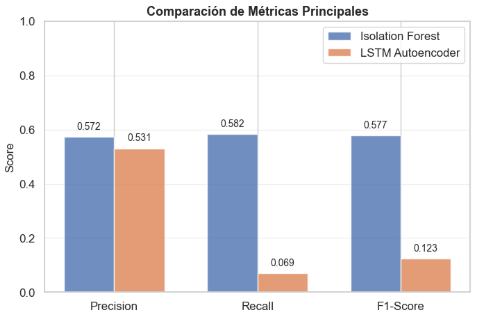 Comparación de Métricas Principales
Isolation Forest
LSTM Autoencoder
Score
1.0
0.8
0.6
0.4
0.2
0.0
0.572
0.531
0.582
0.069
0.577
0.123
Precision
Recall
F1-Score